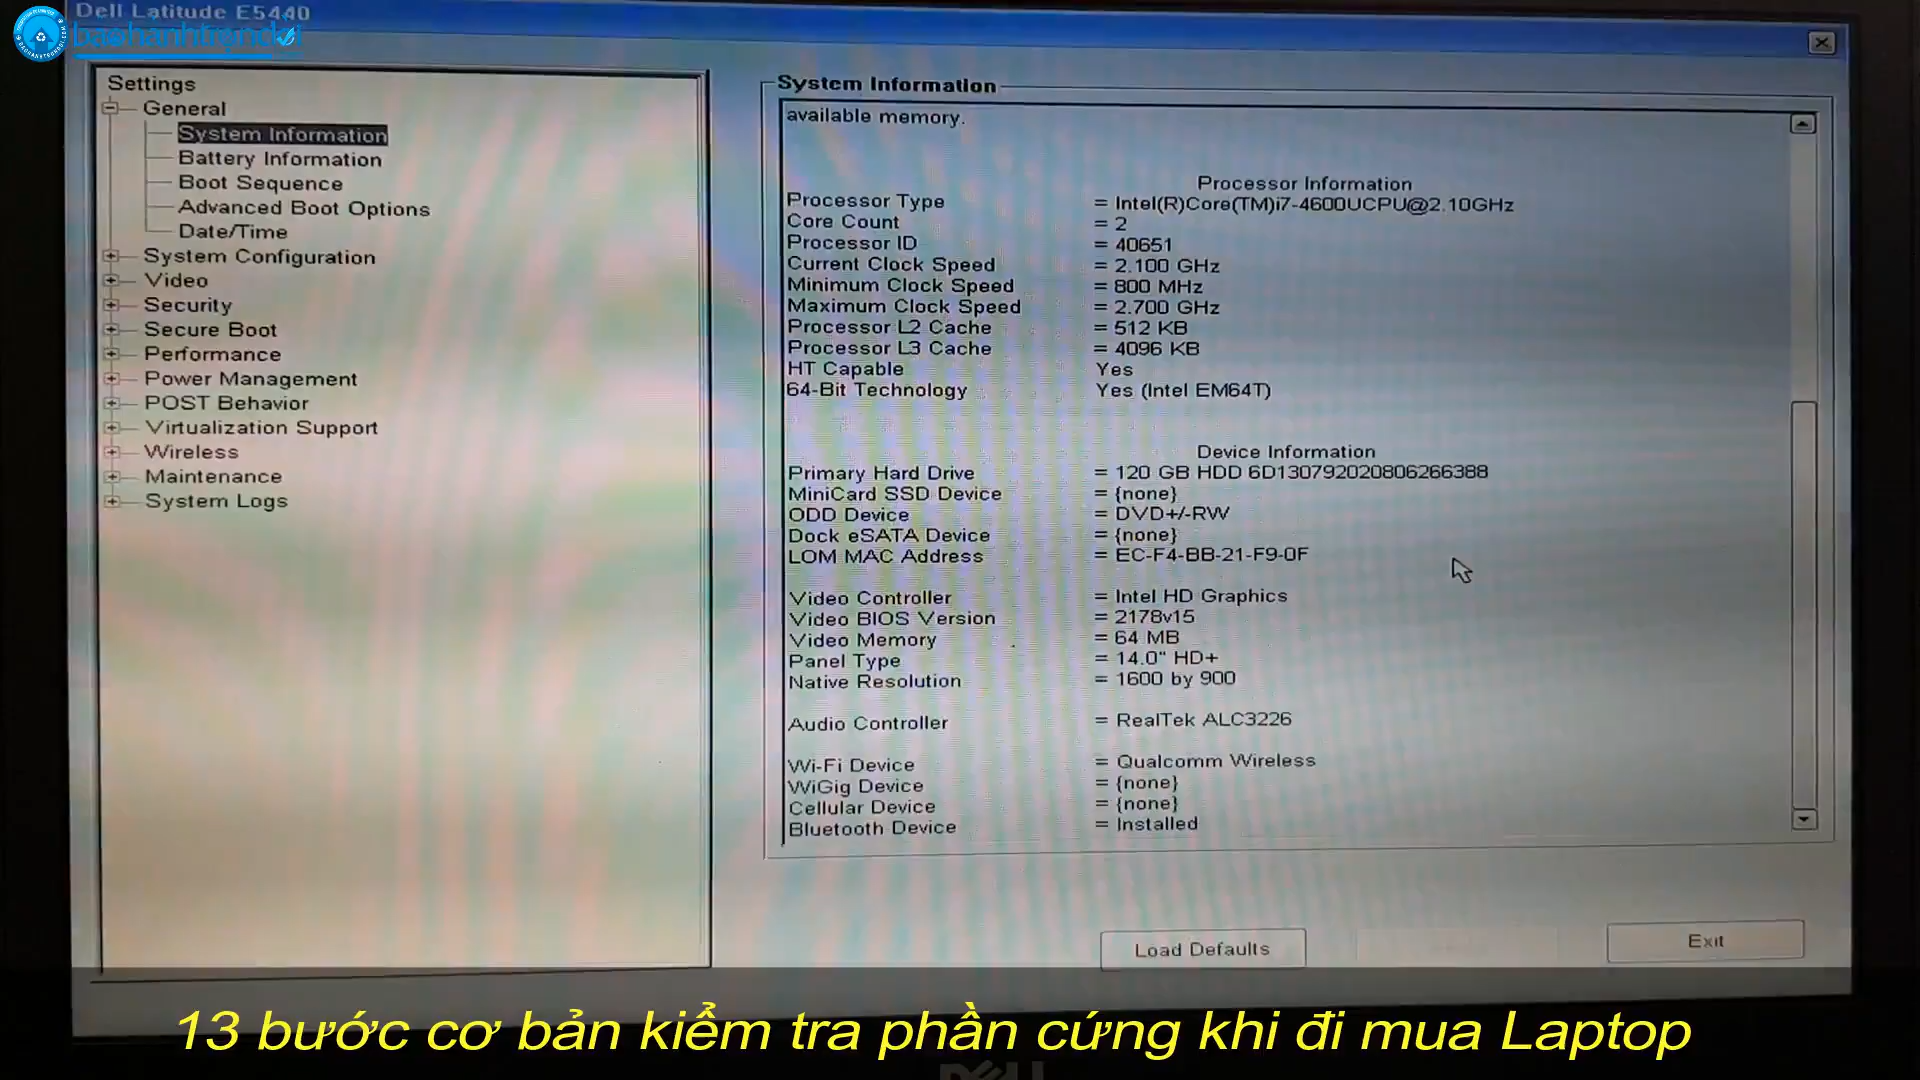 Dell Latitude E5440
baohanhtrondoi
Settings
General
System Information
Battery Information
Boot Sequence
Advanced Boot Options
Date/Time
System Configuration
Video
Security
Secure Boot
Performance
Power Management
POST Behavior
Virtualization Support
Wireless
Maintenance
System Logs
System Information
available memory.
Processor Information
Processor Type = Intel(R)Core(TM)i7-4600UCPU@2.10GHz
Core Count = 2
Processor ID = 40651
Current Clock Speed = 2.100 GHz
Minimum Clock Speed = 800 MHz
Maximum Clock Speed = 2.700 GHz
Processor L2 Cache = 512 KB
Processor L3 Cache = 4096 KB
HT Capable Yes
64-Bit Technology Yes (Intel EM64T)
Device Information
Primary Hard Drive = 120 GB HDD 6D130792020806266388
MiniCard SSD Device = {none}
ODD Device = DVD+/-RW
Dock eSATA Device = {none}
LOM MAC Address = EC-F4-BB-21-F9-0F
Video Controller = Intel HD Graphics
Video BIOS Version = 2178v15
Video Memory = 64 MB
Panel Type = 14.0" HD+
Native Resolution = 1600 by 900
Audio Controller = RealTek ALC3226
Wi-Fi Device = Qualcomm Wireless
WiGig Device = {none}
Cellular Device = {none}
Bluetooth Device = Installed
Load Defaults
Exit
13 bước cơ bản kiểm tra phần cứng khi đi mua Laptop
DELL